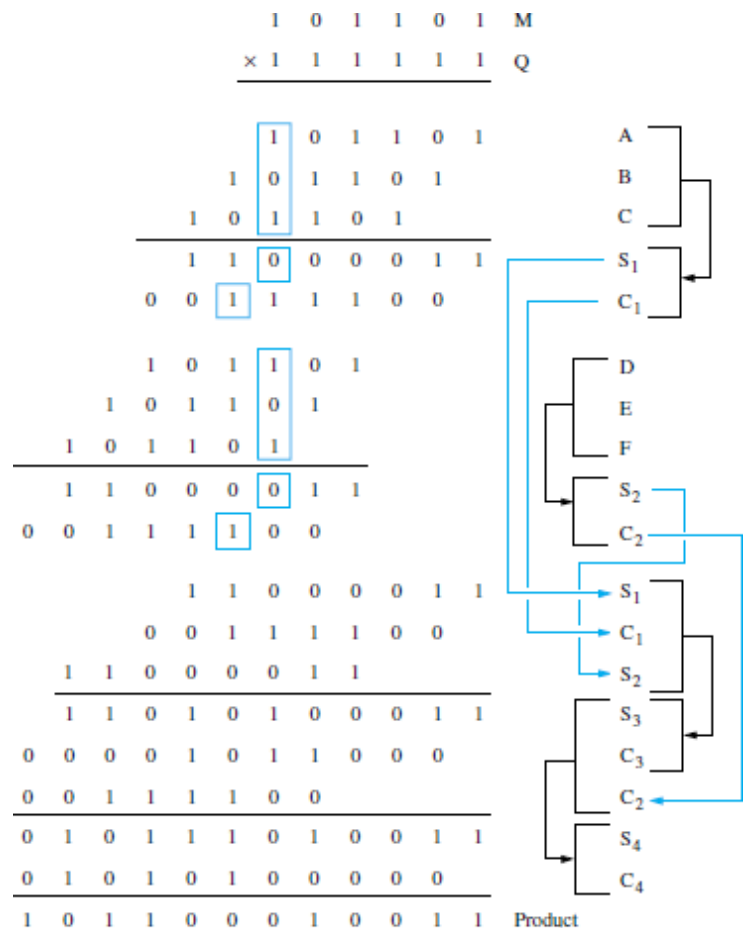 1 0 1 1 0 1 M
× 1 1 1 1 1 1 Q
1 0 1 1 0 1 A
1 0 1 1 0 1 B
1 0 1 1 0 1 C
1 1 0 0 0 0 1 1 S₁
0 0 1 1 1 1 0 0 C₁
1 0 1 1 0 1 D
1 0 1 1 0 1 E
1 0 1 1 0 1 F
1 1 0 0 0 0 1 1 S₂
0 0 1 1 1 1 0 0 C₂
1 1 0 0 0 0 1 1 S₁
0 0 1 1 1 1 0 0 C₁
1 1 0 0 0 0 1 1 S₂
1 1 0 1 0 1 0 0 0 1 1 S₃
0 0 0 0 1 0 1 1 0 0 0 C₃
0 0 1 1 1 1 0 0 C₂
0 1 0 1 1 1 0 1 0 0 1 1 S₄
0 1 0 1 0 1 0 0 0 0 0 C₄
1 0 1 1 0 0 0 1 0 0 1 1 Product